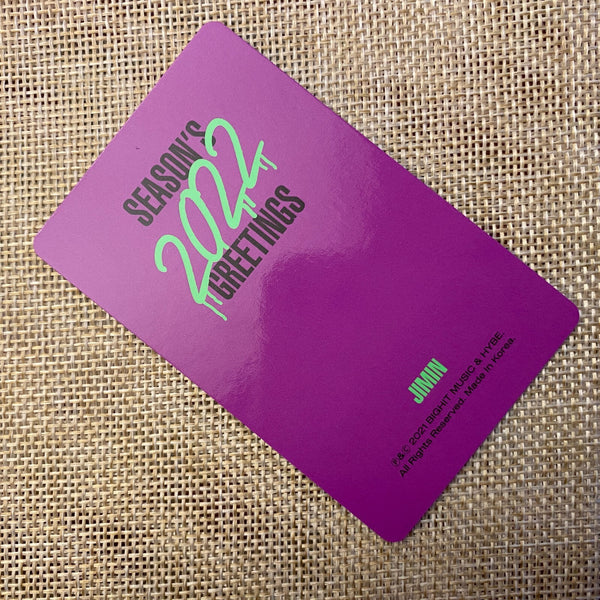 SEASON'S
2022
GREETINGS
JIMIN
℗&© 2021 BIGHIT MUSIC & HYBE.
All Rights Reserved. Made In Korea.